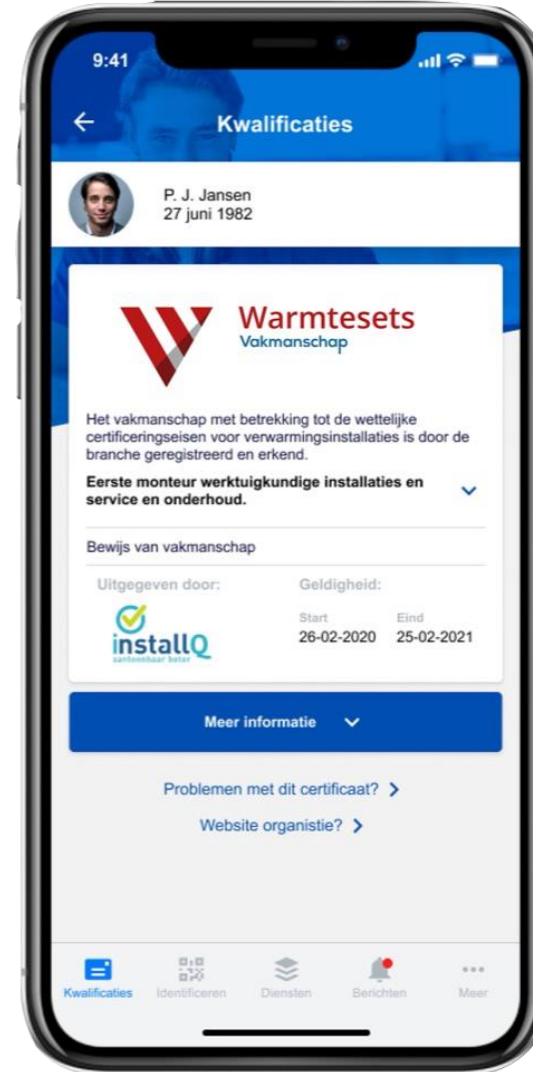 9:41
Kwalificaties
P. J. Jansen
27 juni 1982
Warmtesets
Vakmanschap
Het vakmanschap met betrekking tot de wettelijke
certificeringseisen voor verwarmingsinstallaties is door de
branche geregistreerd en erkend.
Eerste monteur werktuigkundige installaties en
service en onderhoud.
Bewijs van vakmanschap
Uitgegeven door:
Geldigheid:
Start
Eind
26-02-2020
25-02-2021
installQ
aantoonbaar beter
Meer informatie
Problemen met dit certificaat?
Website organistie?
Kwalificaties
Identificeren
Diensten
Berichten
Meer